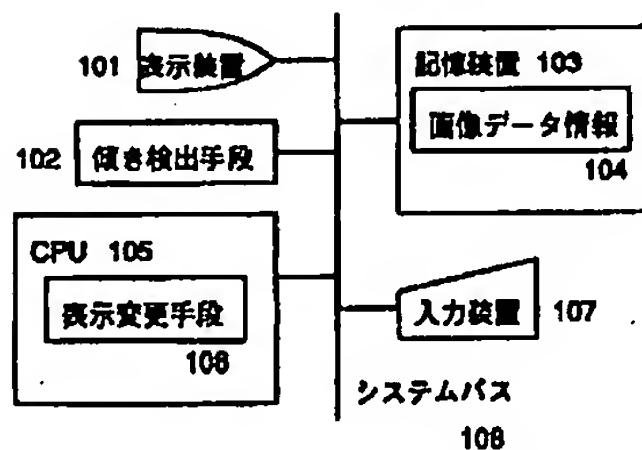 101 表示装置
102 傾き検出手段
CPU 105
表示変更手段
106
記憶装置 103
画像データ情報
104
入力装置 107
システムバス
108